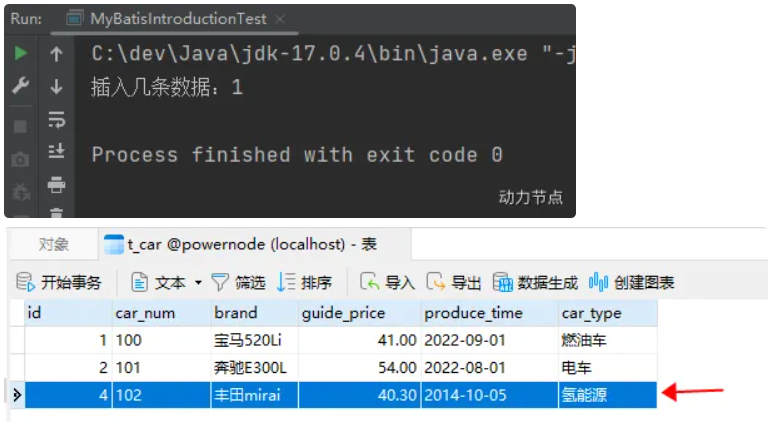 Run: MyBatisIntroductionTest
C:\dev\Java\jdk-17.0.4\bin\java.exe "-j
插入几条数据：1
Process finished with exit code 0
动力节点
对象 t_car @powernode (localhost) - 表
开始事务 文本 筛选 排序 导入 导出 数据生成 创建图表
id car_num brand guide_price produce_time car_type
1 100 宝马520Li 41.00 2022-09-01 燃油车
2 101 奔驰E300L 54.00 2022-08-01 电车
4 102 丰田mirai 40.30 2014-10-05 氢能源